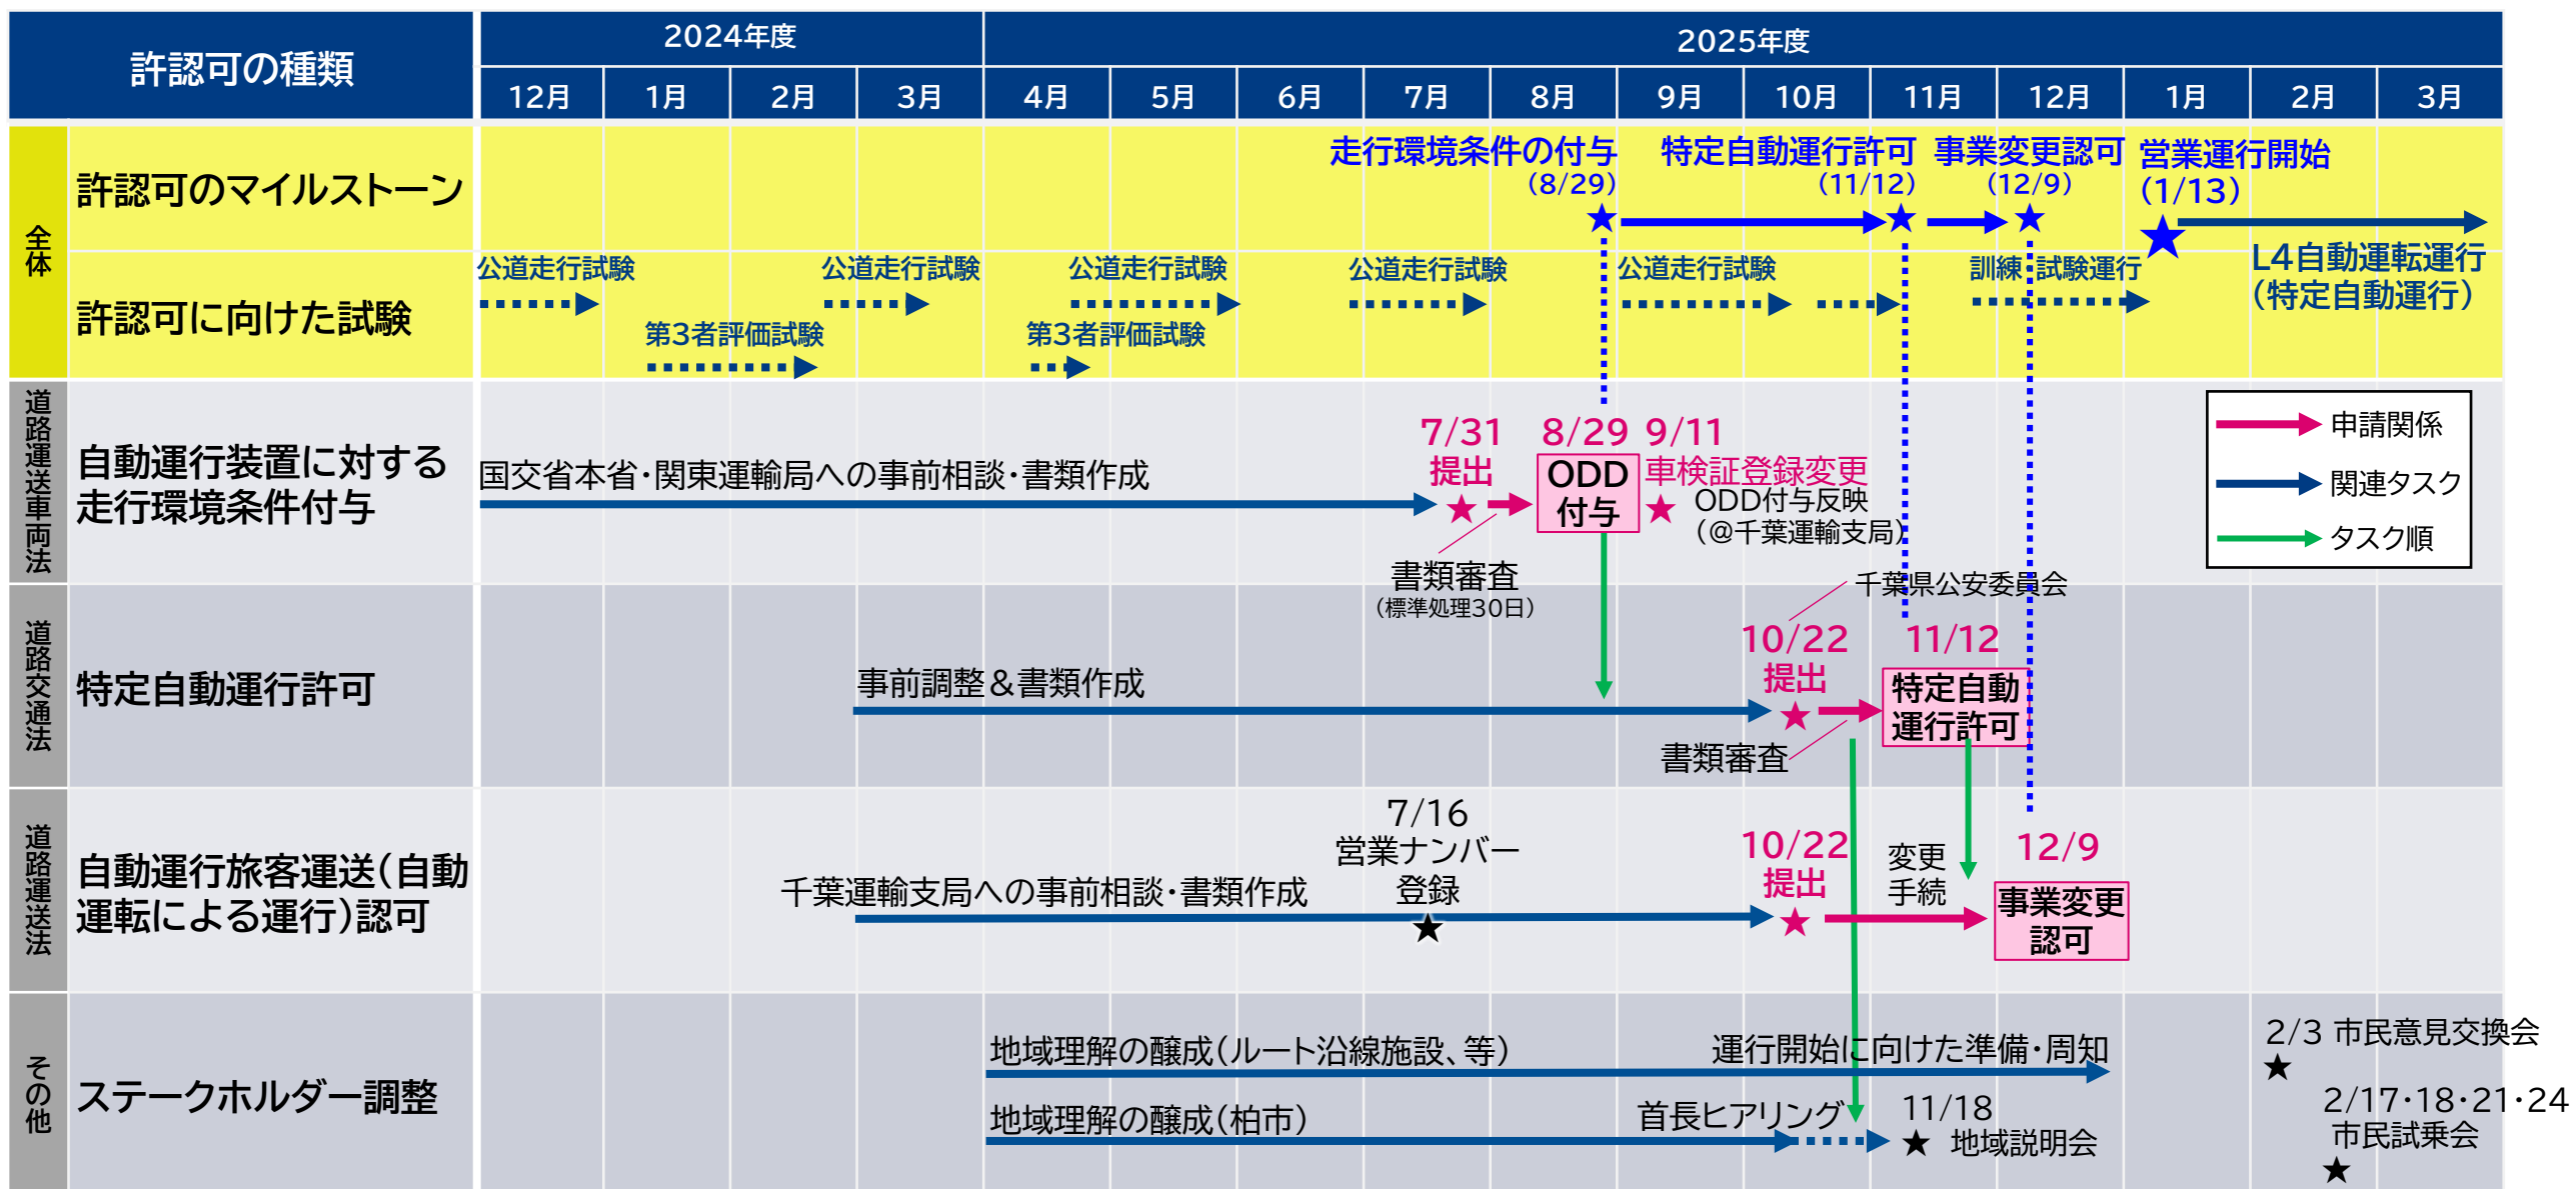 許認可の種類
2024年度
2025年度
12月
1月
2月
3月
4月
5月
6月
7月
8月
9月
10月
11月
12月
1月
2月
3月
全体
許認可のマイルストーン
走行環境条件の付与
(8/29)
特定自動運行許可
(11/12)
事業変更認可
(12/9)
営業運行開始
(1/13)
許認可に向けた試験
公道走行試験
公道走行試験
公道走行試験
公道走行試験
公道走行試験
訓練・試験運行
L4自動運転運行
(特定自動運行)
第3者評価試験
第3者評価試験
道路運送車両法
自動運行装置に対する
走行環境条件付与
国交省本省・関東運輸局への事前相談・書類作成
7/31
提出
8/29
ODD
付与
9/11
車検証登録変更
ODD付与反映
(@千葉運輸支局)
書類審査
(標準処理30日)
申請関係
関連タスク
タスク順
道路交通法
特定自動運行許可
事前調整&書類作成
千葉県公安委員会
10/22
提出
11/12
特定自動
運行許可
書類審査
道路運送法
自動運行旅客運送(自動
運転による運行)認可
千葉運輸支局への事前相談・書類作成
7/16
営業ナンバー
登録
10/22
提出
変更
手続
12/9
事業変更
認可
その他
ステークホルダー調整
地域理解の醸成(ルート沿線施設、等)
運行開始に向けた準備・周知
地域理解の醸成(柏市)
首長ヒアリング
11/18
地域説明会
2/3 市民意見交換会
2/17・18・21・24
市民試乗会